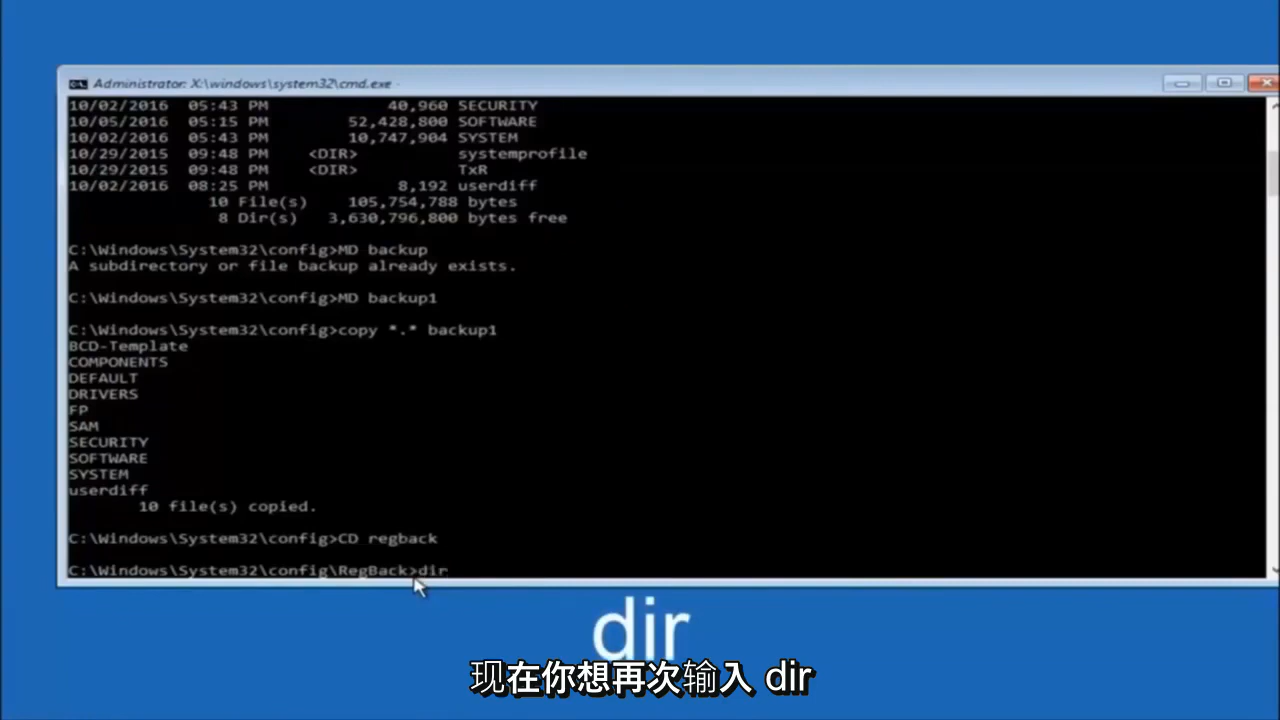 Administrator: X:\windows\system32\cmd.exe -
10/02/2016 05:43 PM 40,960 SECURITY
10/05/2016 05:15 PM 52,428,800 SOFTWARE
10/02/2016 05:43 PM 10,747,904 SYSTEM
10/29/2015 09:48 PM <DIR> systemprofile
10/29/2015 09:48 PM <DIR> TxR
10/02/2016 08:25 PM 8,192 userdiff
10 File(s) 105,754,788 bytes
8 Dir(s) 3,630,796,800 bytes free
C:\Windows\System32\config>MD backup
A subdirectory or file backup already exists.
C:\Windows\System32\config>MD backup1
C:\Windows\System32\config>copy *.* backup1
BCD-Template
COMPONENTS
DEFAULT
DRIVERS
FP
SAM
SECURITY
SOFTWARE
SYSTEM
userdiff
10 file(s) copied.
C:\Windows\System32\config>CD regback
C:\Windows\System32\config\RegBack>dir
dir
现在你想再次输入 dir